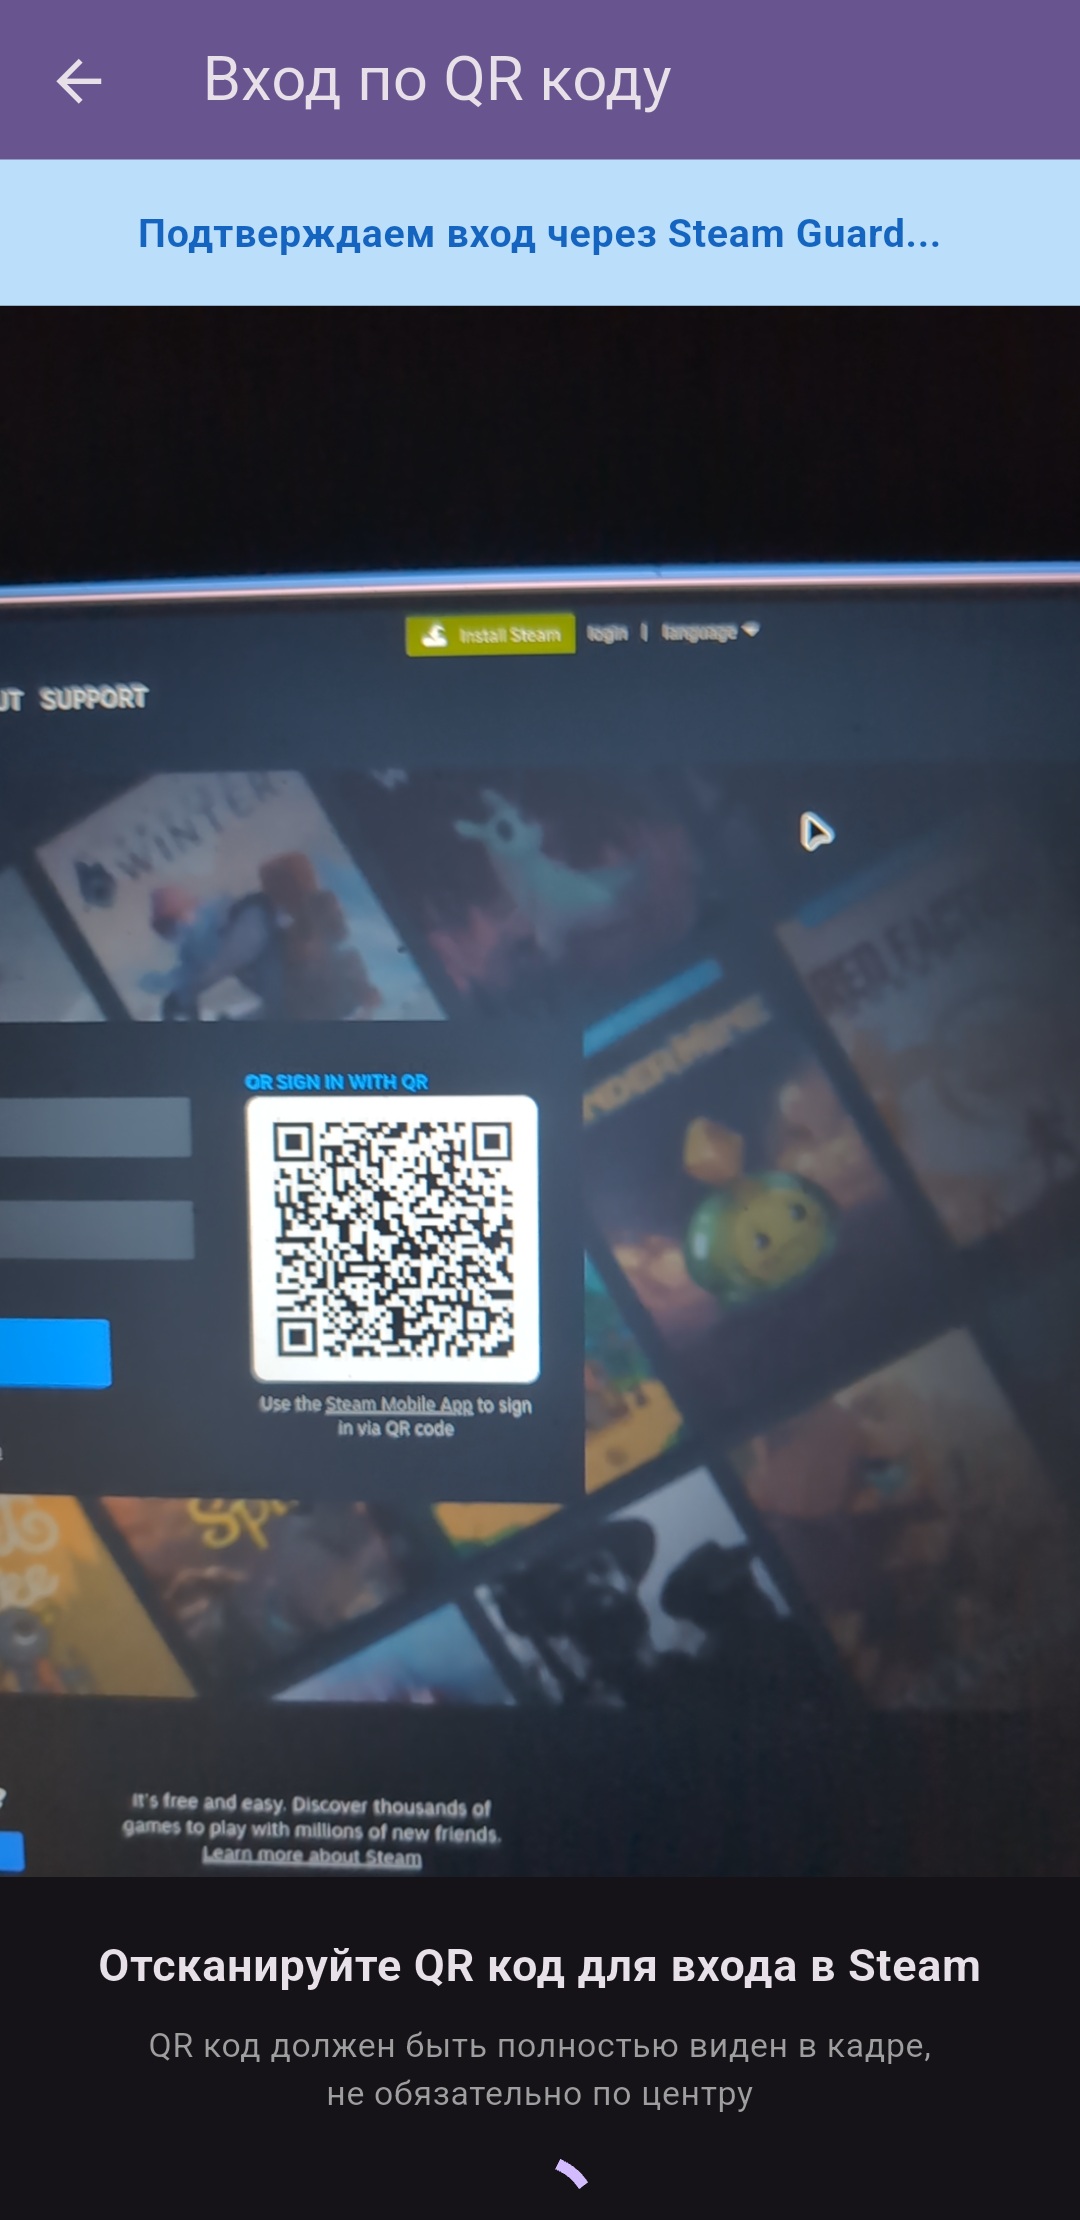 Вход по QR коду
Подтверждаем вход через Steam Guard...
Install Steam
login | language
SUPPORT
WINTER
RED
OR SIGN IN WITH QR
Use the Steam Mobile App to sign
in via QR code
It's free and easy. Discover thousands of
games to play with millions of new friends.
Learn more about Steam
Отсканируйте QR код для входа в Steam
QR код должен быть полностью виден в кадре,
не обязательно по центру